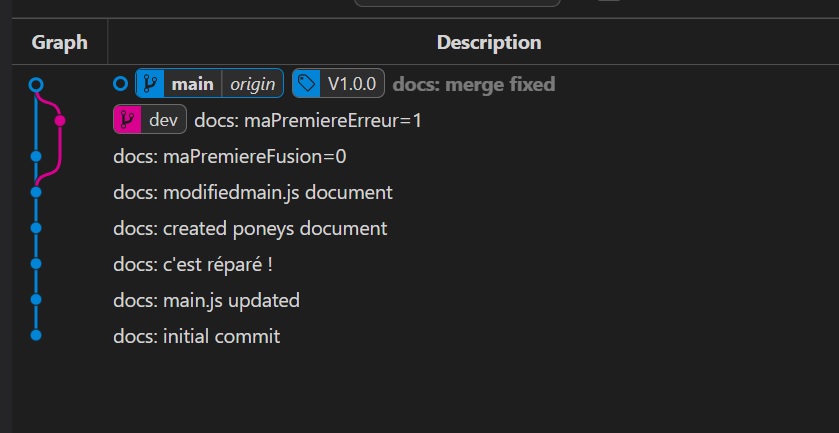 Graph Description
main origin V1.0.0 docs: merge fixed
dev docs: maPremiereErreur=1
docs: maPremiereFusion=0
docs: modifiedmain.js document
docs: created poneys document
docs: c'est réparé !
docs: main.js updated
docs: initial commit